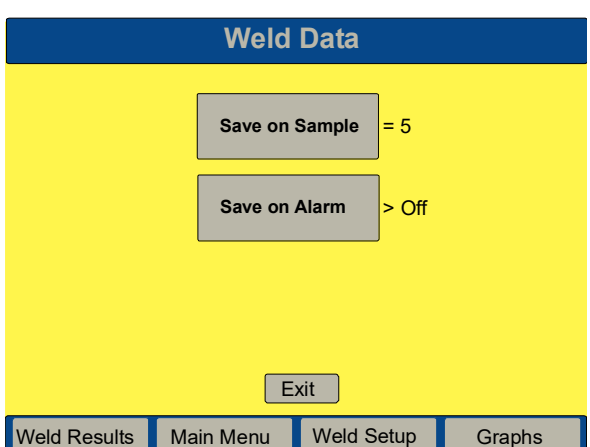 Weld Data
Save on Sample = 5
Save on Alarm > Off
Exit
Weld Results Main Menu Weld Setup Graphs